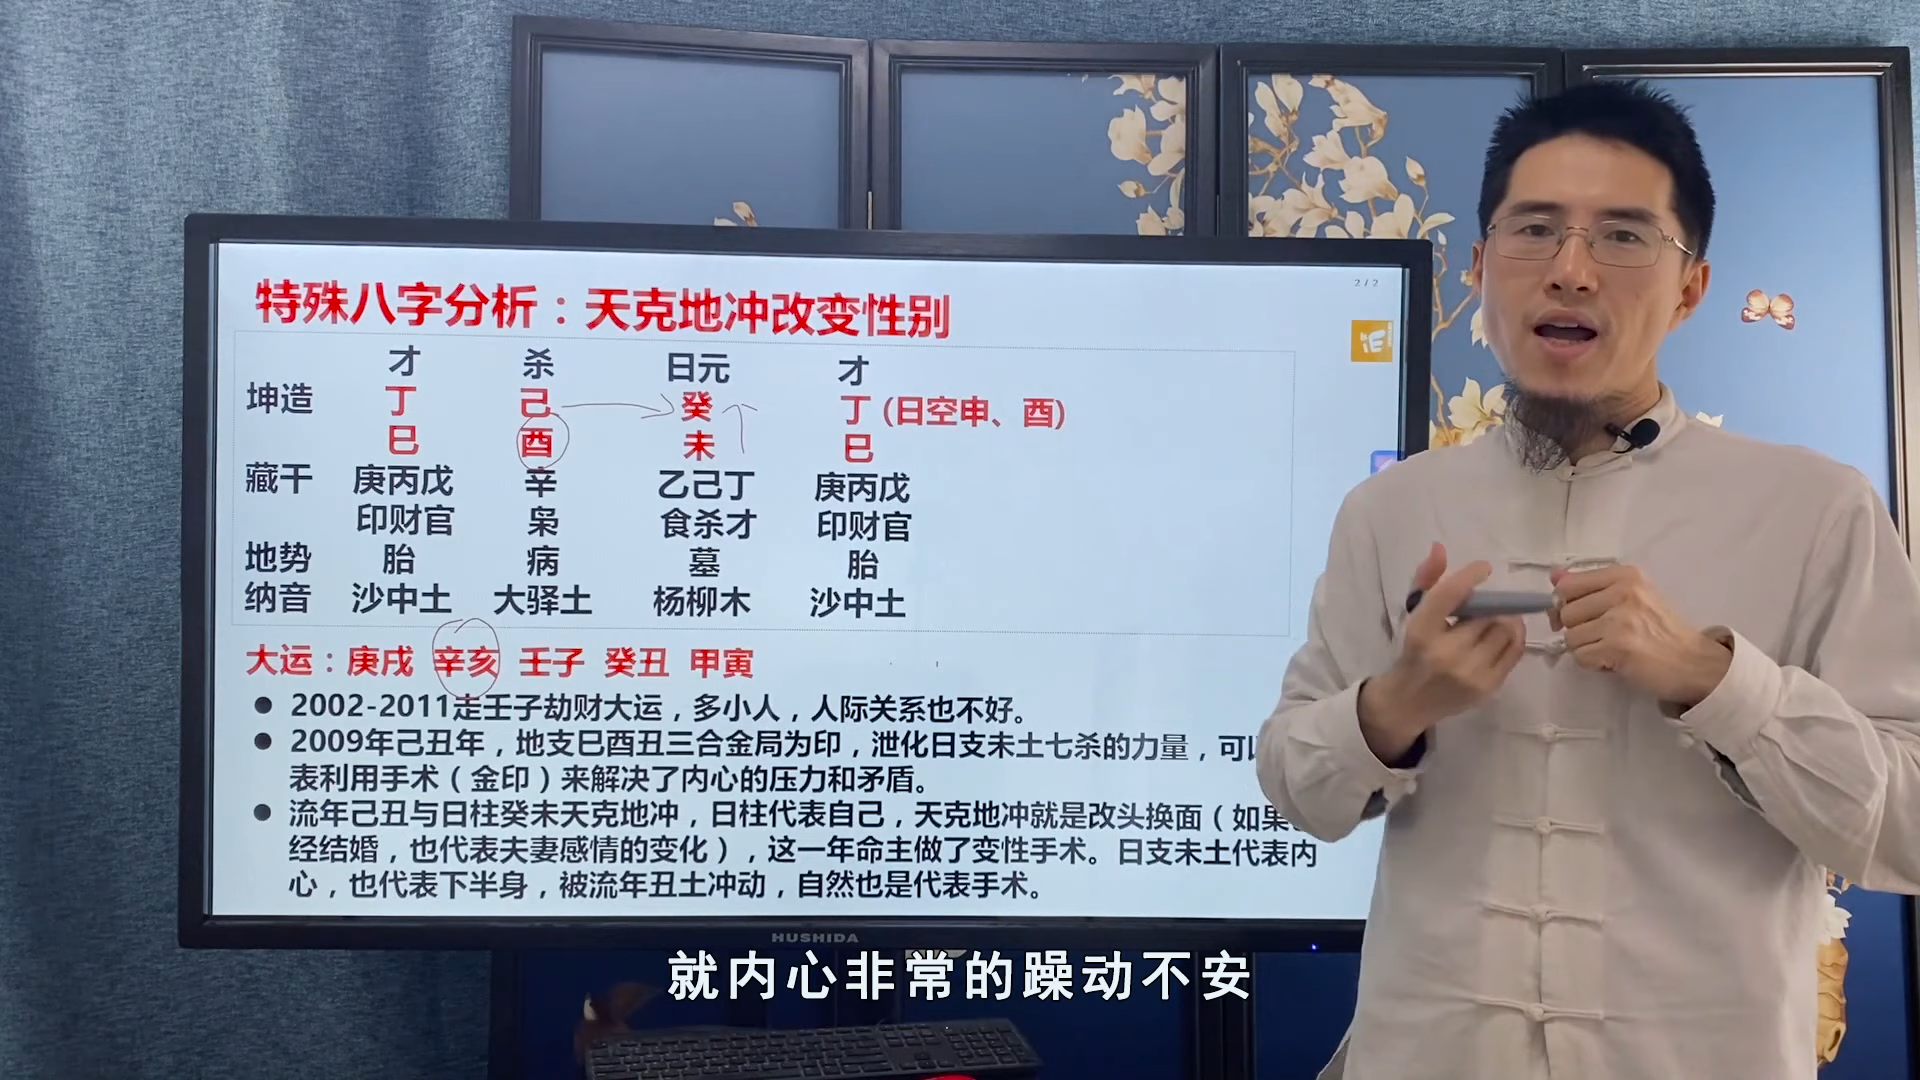 2/2
特殊八字分析：天克地冲改变性别
才 杀 日元 才
坤造 丁 己 癸 丁 (日空申、酉)
巳 酉 未 巳
藏干 庚丙戊 辛 乙己丁 庚丙戊
印财官 枭 食杀才 印财官
地势 胎 病 墓 胎
纳音 沙中土 大驿土 杨柳木 沙中土
大运：庚戌 辛亥 壬子 癸丑 甲寅
● 2002-2011走壬子劫财大运，多小人，人际关系也不好。
● 2009年己丑年，地支巳酉丑三合金局为印，泄化日支未土七杀的力量，可
表利用手术（金印）来解决了内心的压力和矛盾。
● 流年己丑与日柱癸未天克地冲，日柱代表自己，天克地冲就是改头换面（如果
经结婚，也代表夫妻感情的变化），这一年命主做了变性手术。日支未土代表内
心，也代表下半身，被流年丑土冲动，自然也是代表手术。
HUSHIDA
就内心非常的躁动不安